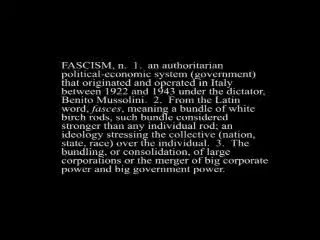 FASCISM, n.  1.  an authoritarian
political-economic system (government)
that originated and operated in Italy
between 1922 and 1943 under the dictator,
Benito Mussolini.  2.  From the Latin
word, fasces, meaning a bundle of white
birch rods, such bundle considered
stronger than any individual rod; an
ideology stressing the collective (nation,
state, race) over the individual.  3.  The
bundling, or consolidation, of large
corporations or the merger of big corporate
power and big government power.